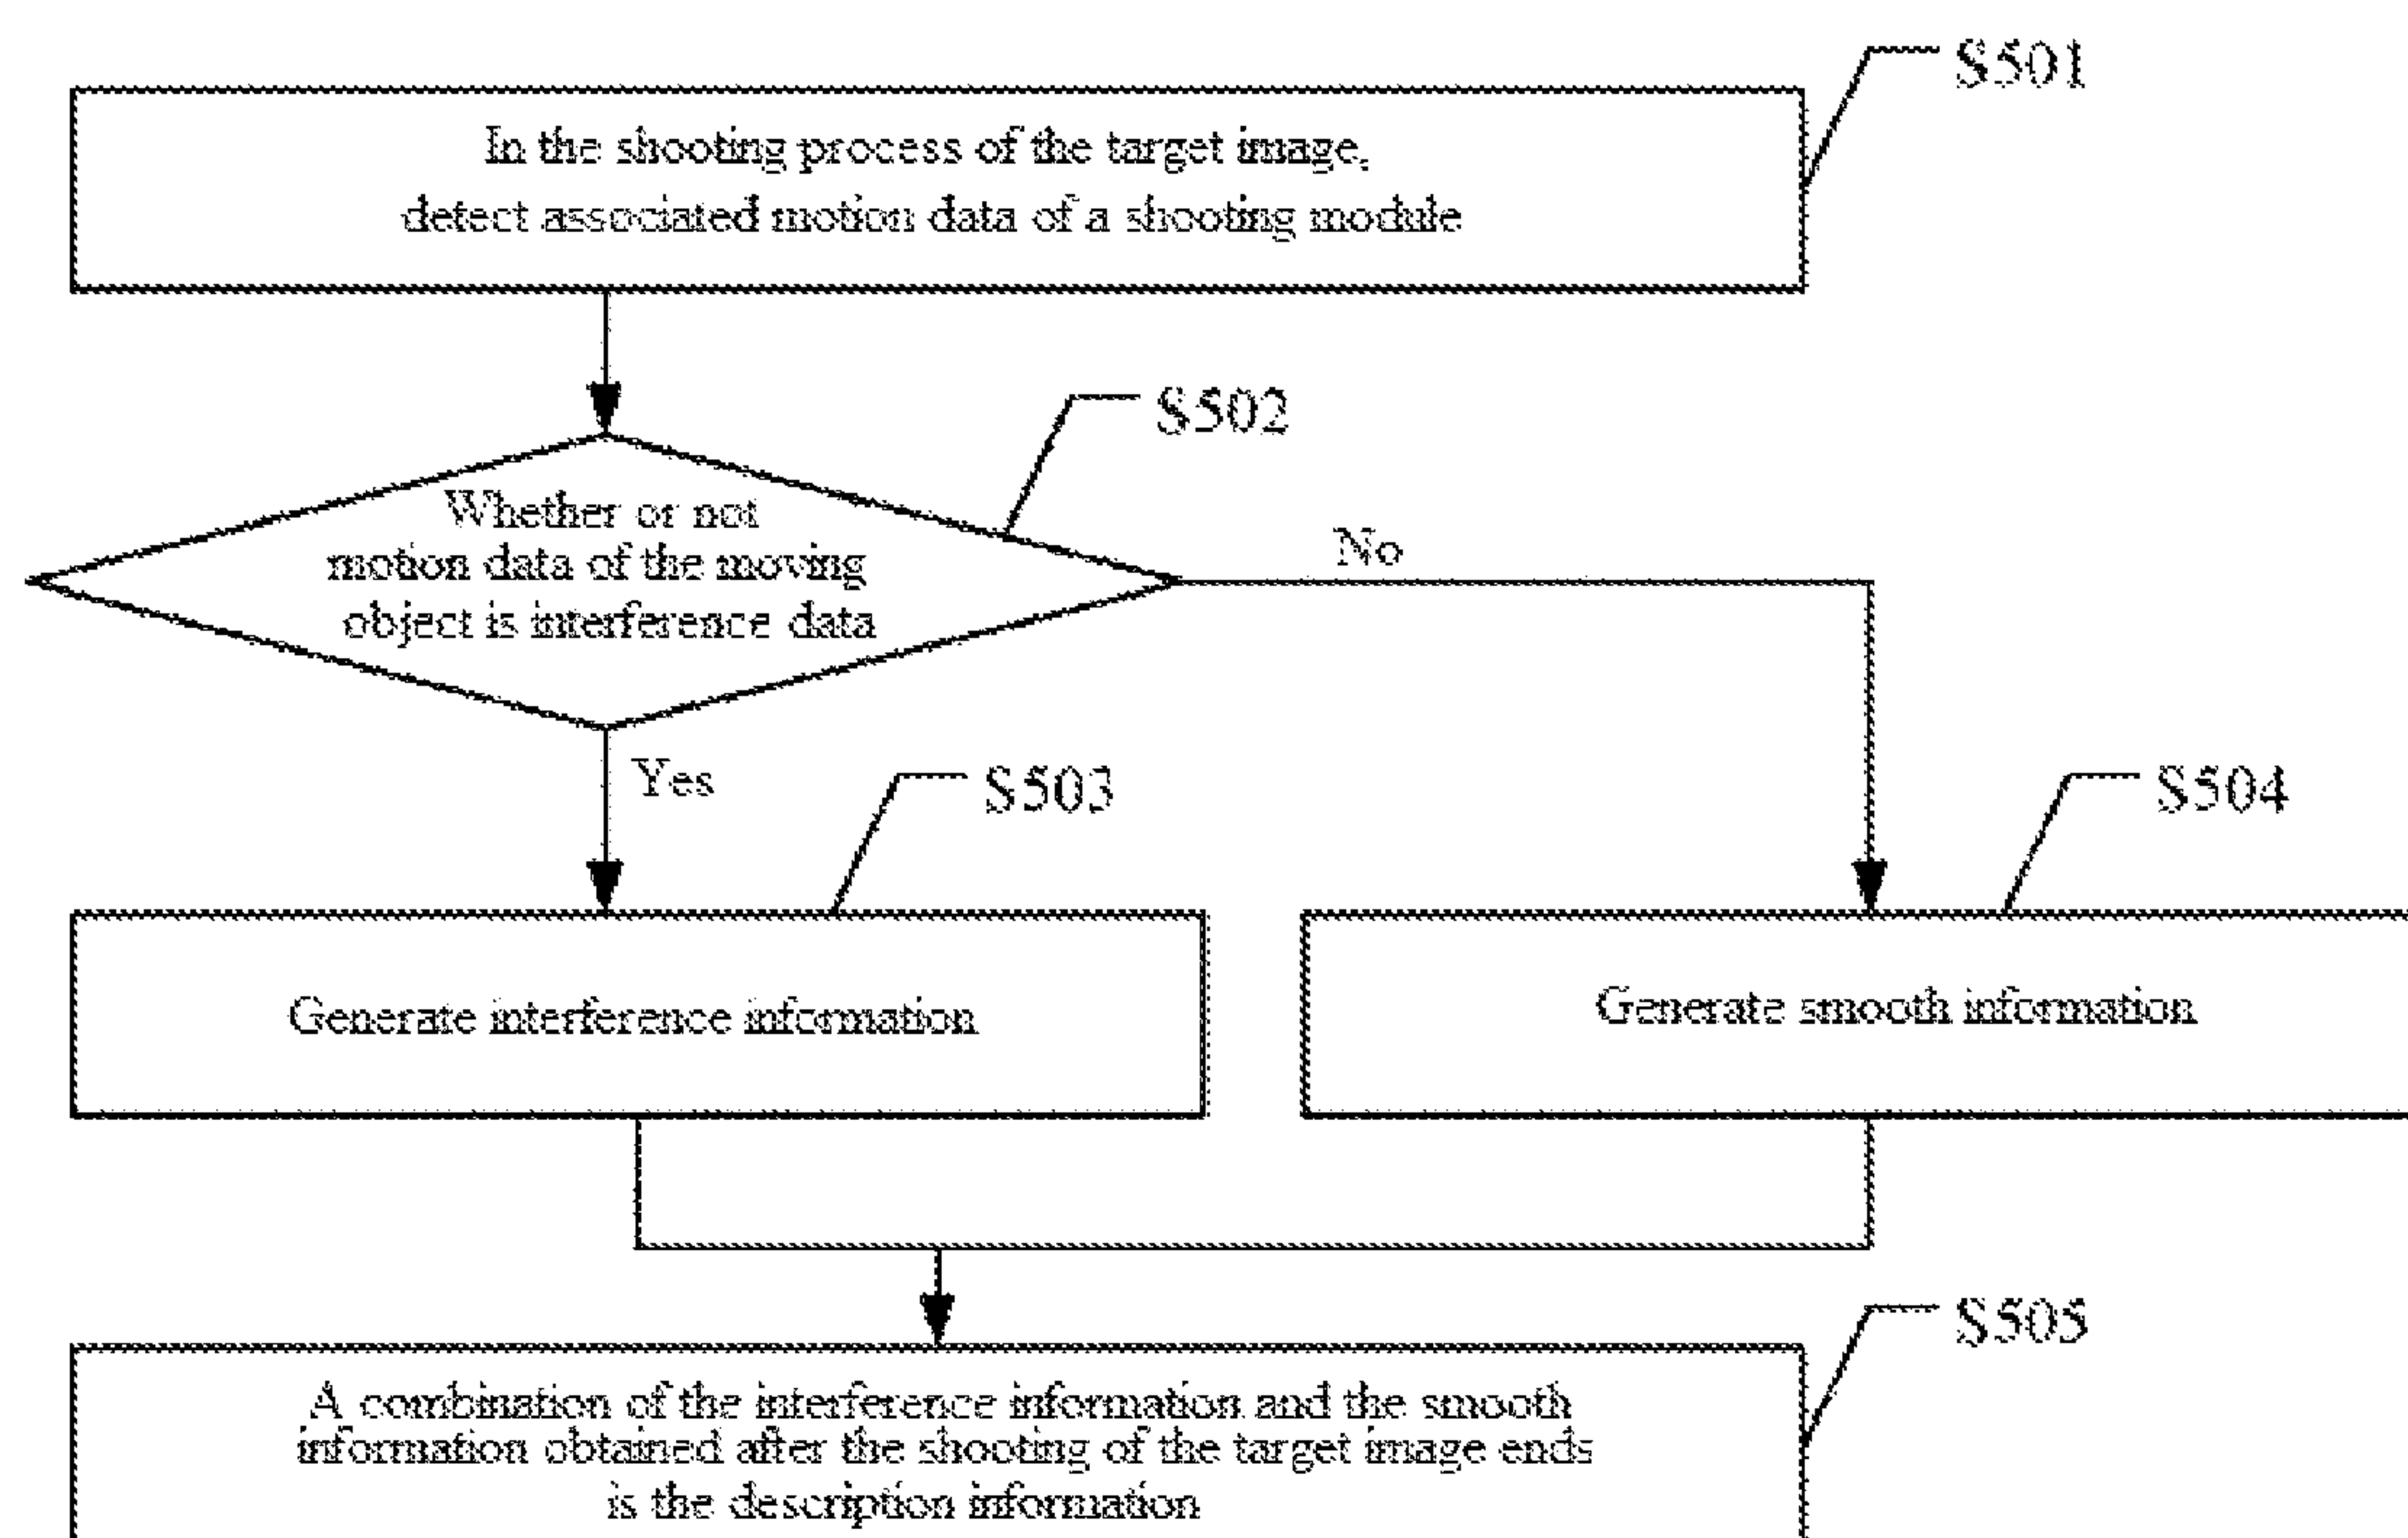 S501
In the shooting process of the target image,
detect associated motion data of a shooting module
S502
Whether or not
motion data of the moving
object is interference data
No
Yes
S503
S504
Generate interference information
Generate smooth information
S505
A combination of the interference information and the smooth
information obtained after the shooting of the target image ends
is the description information